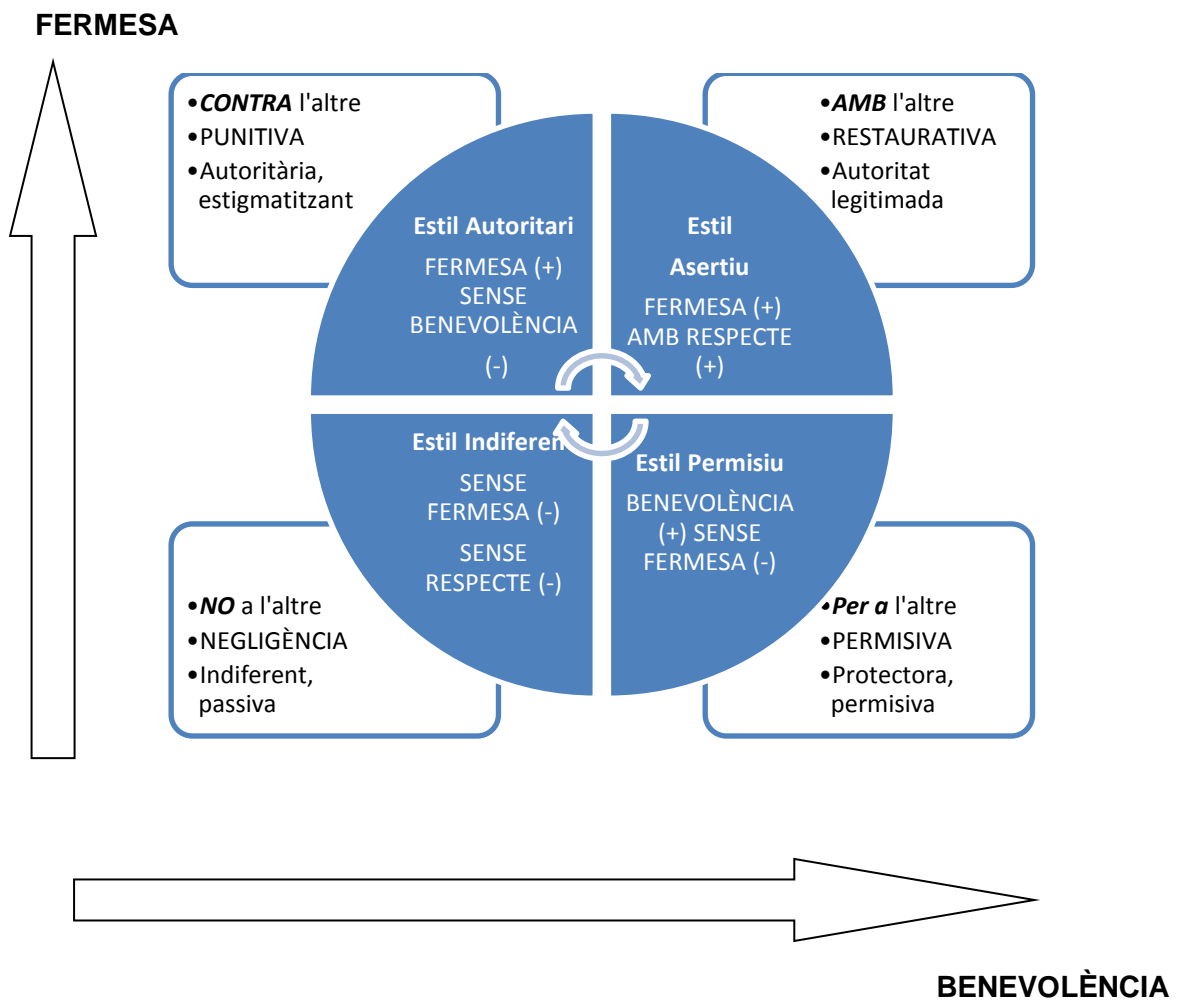 FERMESA
•CONTRA l'altre
•PUNITIVA
•Autoritària,
estigmatitzant
•AMB l'altre
•RESTAURATIVA
•Autoritat
legitimada
Estil Autoritari
FERMESA (+)
SENSE
BENEVOLÈNCIA
(-)
Estil
Asertiu
FERMESA (+)
AMB RESPECTE
(+)
Estil Indiferen
SENSE
FERMESA (-)
SENSE
RESPECTE (-)
Estil Permisiu
BENEVOLÈNCIA
(+) SENSE
FERMESA (-)
•NO a l'altre
•NEGLIGÈNCIA
•Indiferent,
passiva
•Per a l'altre
•PERMISIVA
•Protectora,
permisiva
BENEVOLÈNCIA